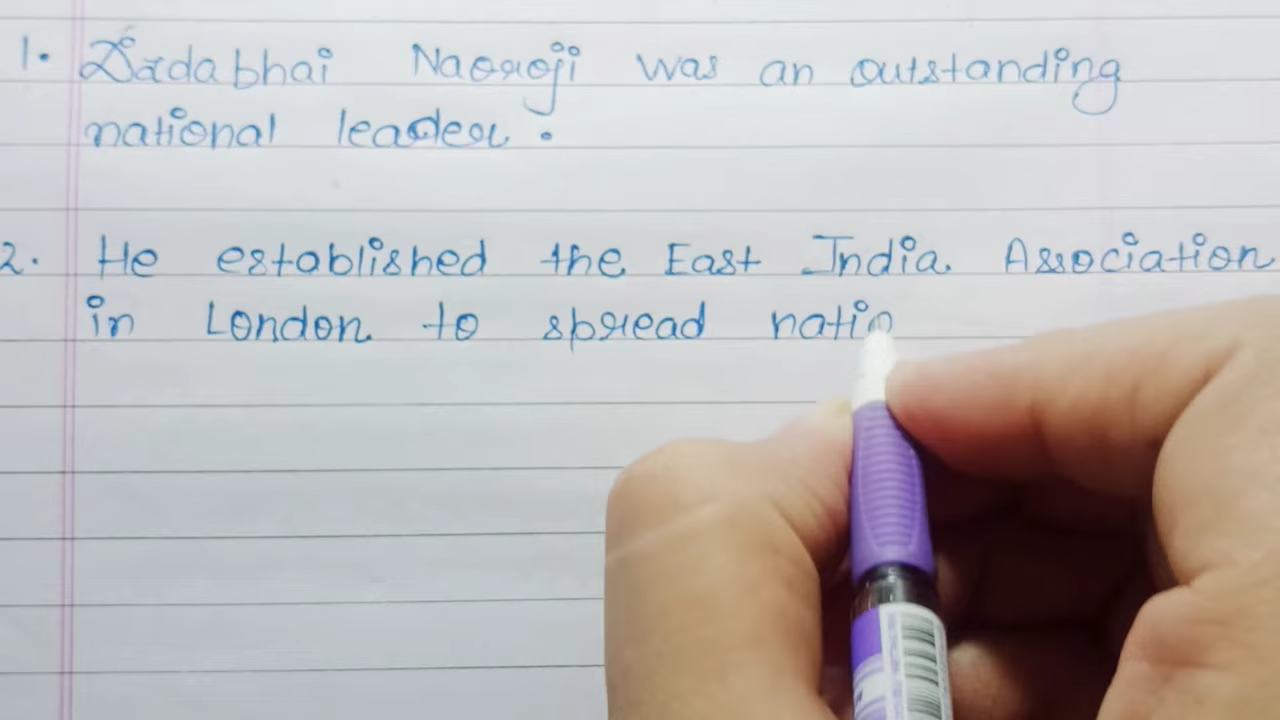 1. Dadabhai Naoroji was an outstanding
national leader.
2. He established the East India Association
in London to spread natio